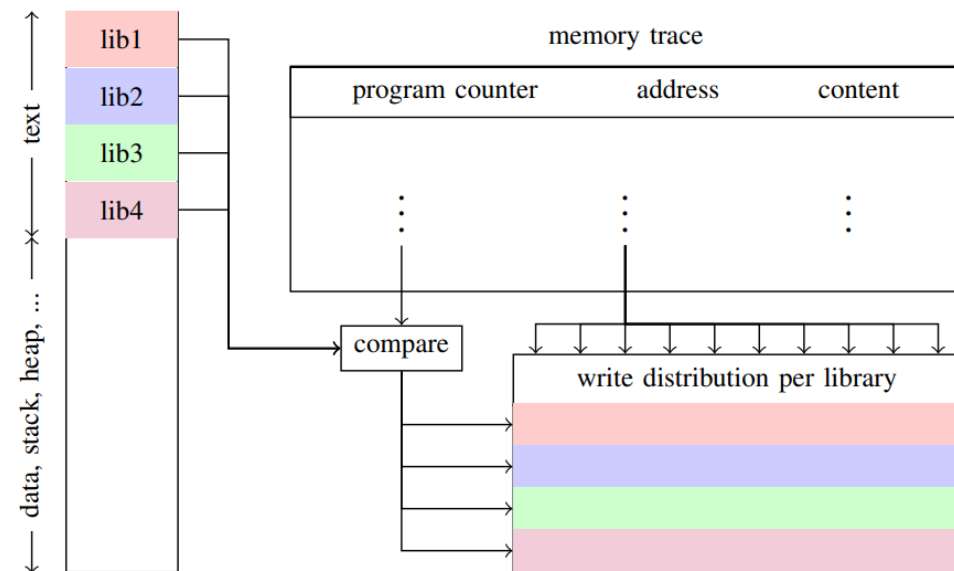 lib1
lib2
lib3
lib4
text
data, stack, heap, ...
memory trace
program counter address content
compare
write distribution per library